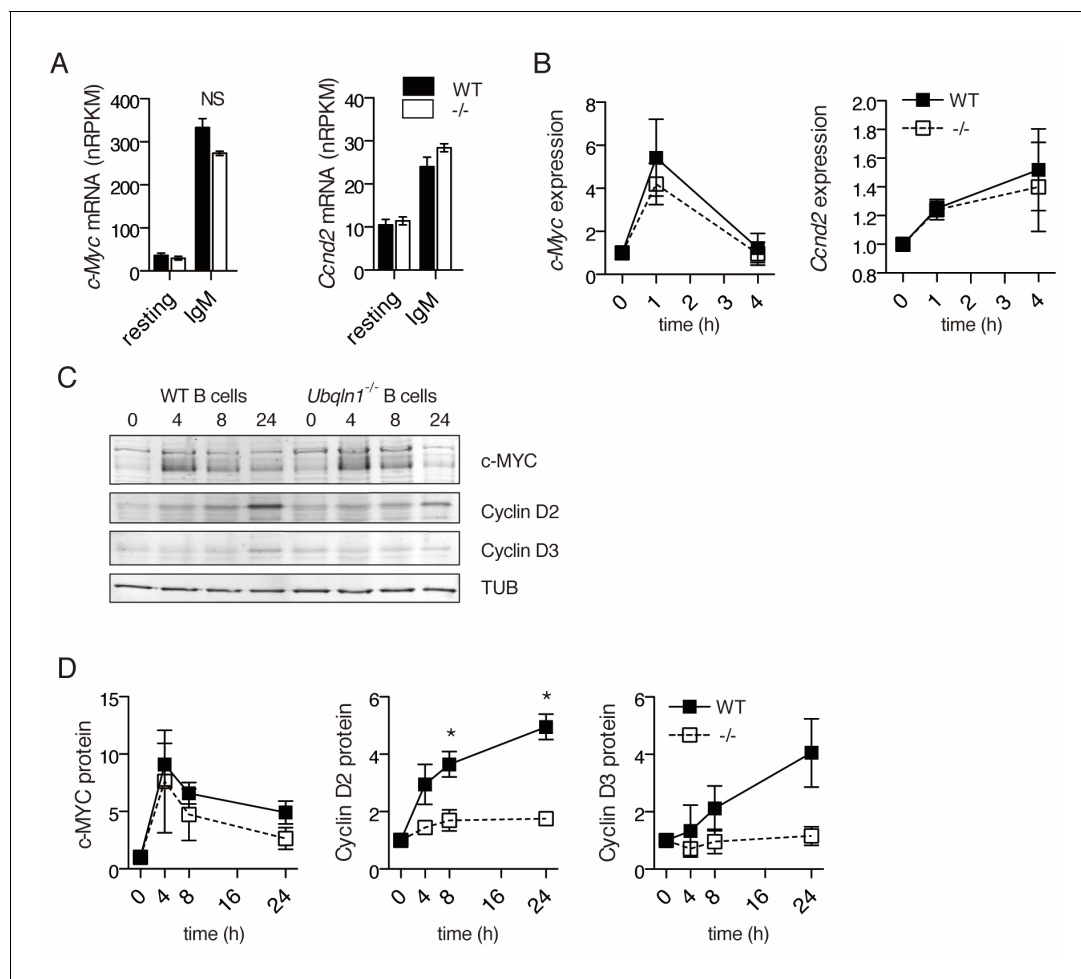 A
c-Myc mRNA (nRPKM)
400
300
200
100
0
NS
resting
IgM
Ccnd2 mRNA (nRPKM)
40
30
20
10
0
WT
-/-
resting
IgM
B
c-Myc expression
8
6
4
2
0
0 1 2 3 4
time (h)
Ccnd2 expression
2.0
1.8
1.6
1.4
1.2
1.0
0.8
WT
-/-
0 1 2 3 4
time (h)
C
WT B cells Ubqln1-/- B cells
0 4 8 24 0 4 8 24
c-MYC
Cyclin D2
Cyclin D3
TUB
D
c-MYC protein
15
10
5
0
0 4 8 16 24
time (h)
Cyclin D2 protein
6
4
2
0
*
*
0 4 8 16 24
time (h)
Cyclin D3 protein
6
4
2
0
WT
-/-
0 4 8 16 24
time (h)